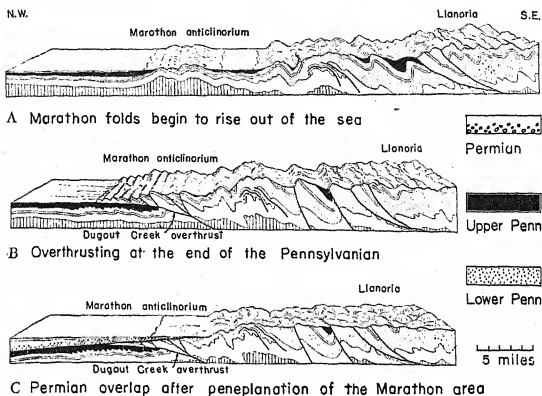 N.W.
Llanoria
S.E.
Marathon anticlinorium
A Marathon folds begin to rise out of the sea
Permian
Marathon anticlinorium
Llanoria
Dugout Creek overthrust
Upper Penn
B Overthrusting at the end of the Pennsylvanian
Lower Penn
Marathon anticlinorium
Llanoria
Dugout Creek overthrust
5 miles
C Permian overlap after peneplanation of the Marathon area